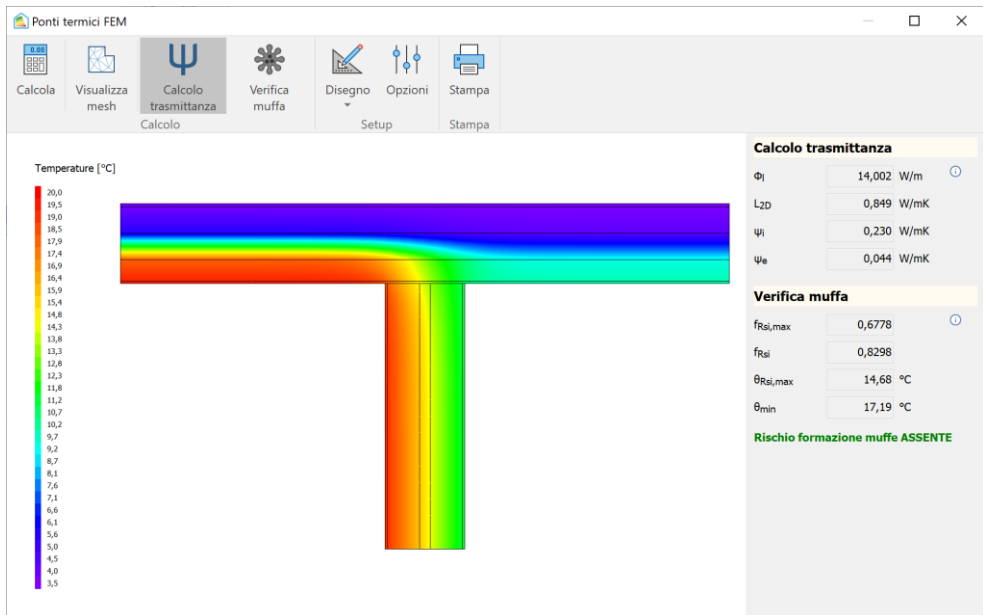 Ponti termici FEM
Calcola
Visualizza mesh
Calcolo trasmittanza
Verifica muffa
Disegno
Opzioni
Stampa
Calcolo
Setup
Stampa
0.00
Temperature [°C]
20,0
19,5
19,0
18,5
17,9
17,4
16,9
16,4
15,9
15,4
14,8
14,3
13,8
13,3
12,8
12,3
11,8
11,2
10,7
10,2
9,7
9,2
8,7
8,1
7,6
7,1
6,6
6,1
5,6
5,0
4,5
4,0
3,5
Calcolo trasmittanza
Φl 14,002 W/m
L2D 0,849 W/mK
ψi 0,230 W/mK
ψe 0,044 W/mK
Verifica muffa
fRsi,max 0,6778
fRsi 0,8298
θRsi,max 14,68 °C
θmin 17,19 °C
Rischio formazione muffe ASSENTE